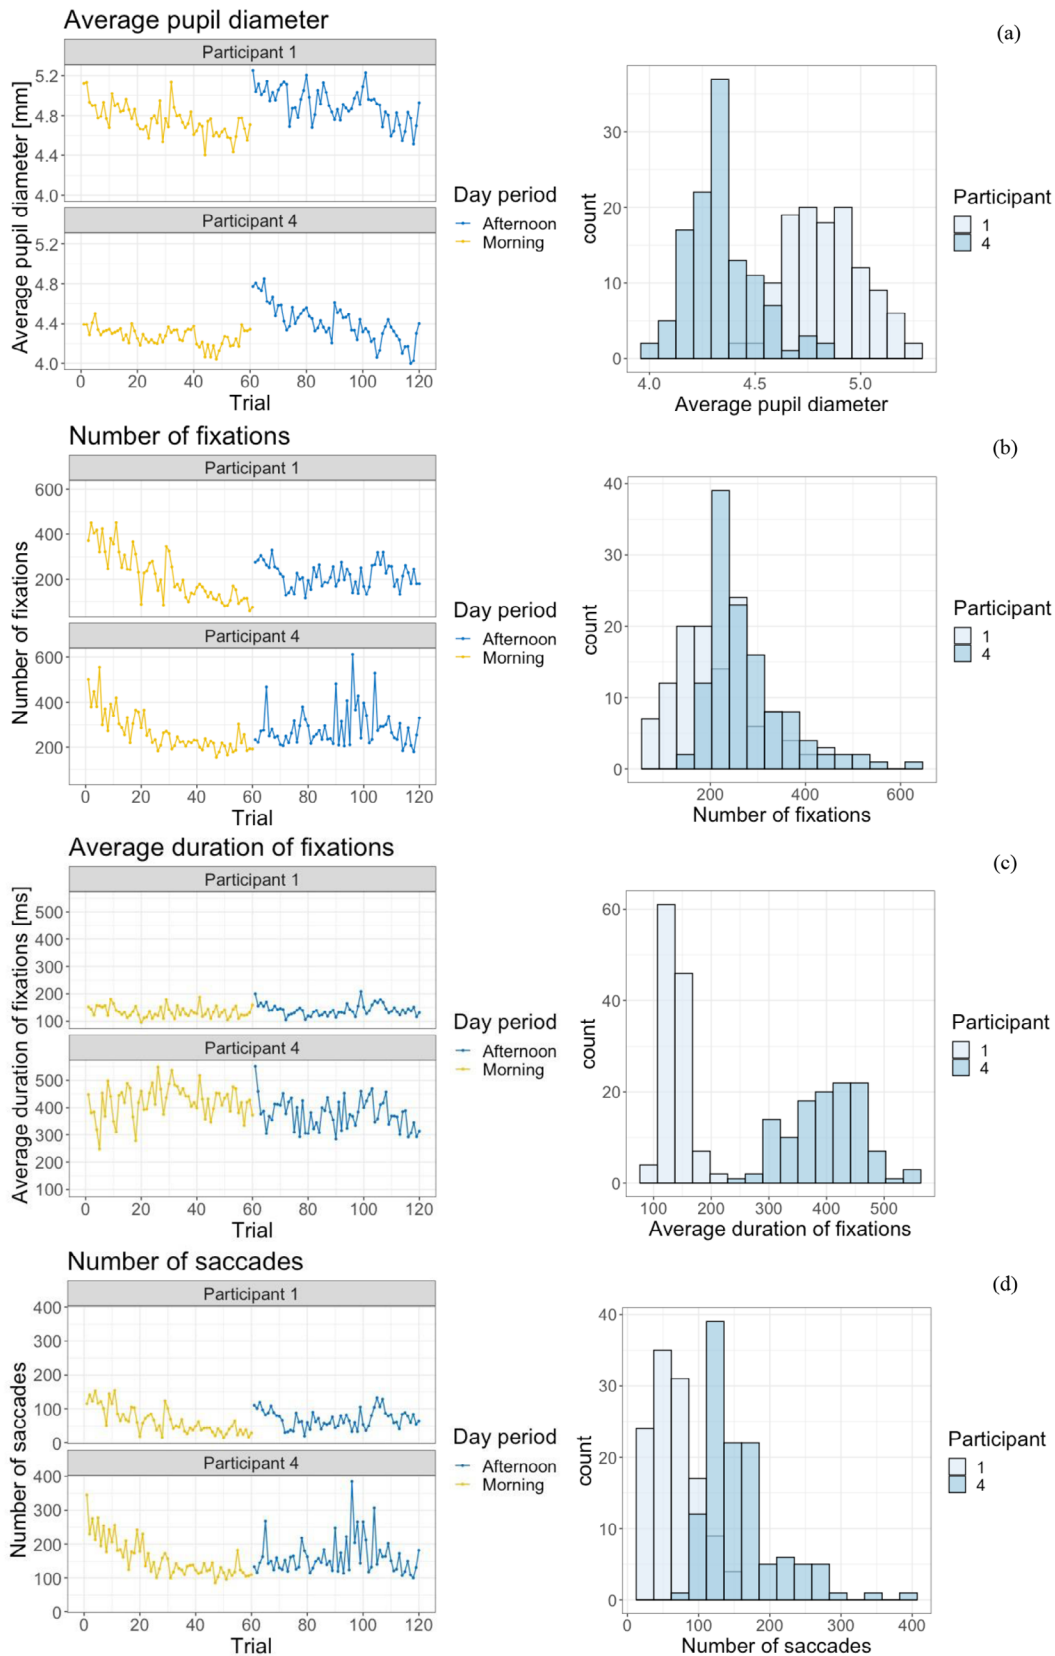 Average pupil diameter
(a)
Participant 1
5.2
4.8
4.4
4.0
Participant 4
5.2
4.8
4.4
4.0
0 20 40 60 80 100 120
Trial
Average pupil diameter [mm]
Day period
Afternoon
Morning
30
20
10
0
count
4.0 4.5 5.0
Average pupil diameter
Participant
1
4
Number of fixations
(b)
Participant 1
600
400
200
Participant 4
600
400
200
0 20 40 60 80 100 120
Trial
Number of fixations
Day period
Afternoon
Morning
40
30
20
10
0
count
200 400 600
Number of fixations
Participant
1
4
Average duration of fixations
(c)
Participant 1
500
400
300
200
100
Participant 4
500
400
300
200
100
0 20 40 60 80 100 120
Trial
Average duration of fixations [ms]
Day period
Afternoon
Morning
60
40
20
0
count
100 200 300 400 500
Average duration of fixations
Participant
1
4
Number of saccades
(d)
Participant 1
400
300
200
100
0
Participant 4
400
300
200
100
0
0 20 40 60 80 100 120
Trial
Number of saccades
Day period
Afternoon
Morning
40
30
20
10
0
count
0 100 200 300 400
Number of saccades
Participant
1
4